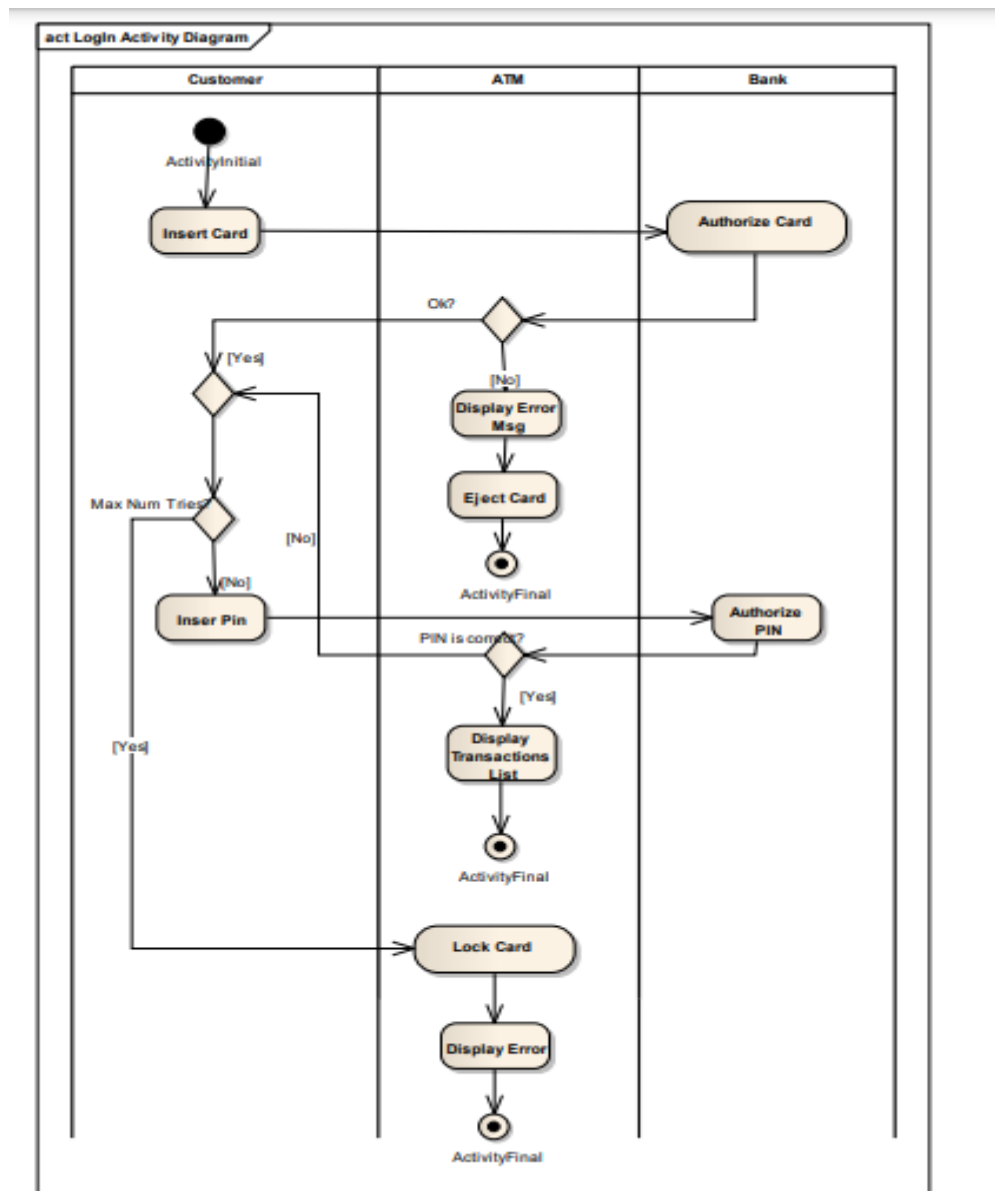 act LogIn Activity Diagram
Customer
ATM
Bank
ActivityInitial
Insert Card
Authorize Card
Ok?
[Yes]
[No]
Display Error
Msg
Eject Card
ActivityFinal
Max Num Tries?
[No]
[No]
Inser Pin
Authorize
PIN
PIN is correct?
[Yes]
Display
Transactions
List
ActivityFinal
[Yes]
Lock Card
Display Error
ActivityFinal